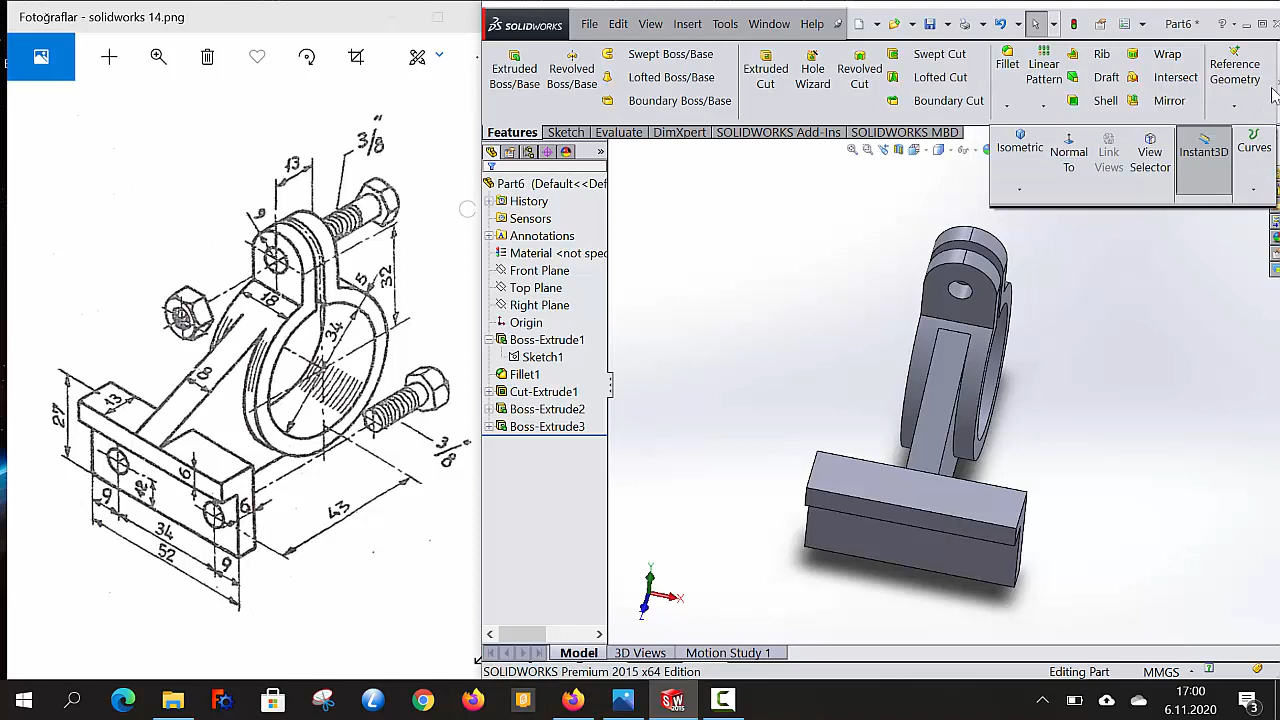 Fotoğraflar - solidworks 14.png
SOLIDWORKS
File Edit View Insert Tools Window Help
Part6
Extruded Boss/Base
Revolved Boss/Base
Swept Boss/Base
Lofted Boss/Base
Boundary Boss/Base
Extruded Cut
Hole Wizard
Revolved Cut
Swept Cut
Lofted Cut
Boundary Cut
Fillet
Linear Pattern
Rib
Draft
Shell
Wrap
Intersect
Mirror
Reference Geometry
Features Sketch Evaluate DimXpert SOLIDWORKS Add-Ins SOLIDWORKS MBD
Isometric
Normal To
Link Views
View Selector
Instant3D
Curves
Part6 (Default<<Def
History
Sensors
Annotations
Material <not spec
Front Plane
Top Plane
Right Plane
Origin
Boss-Extrude1
Sketch1
Fillet1
Cut-Extrude1
Boss-Extrude2
Boss-Extrude3
3/8"
13
9
32
5
18
34
8
27
13
6
6
9
34
52
9
43
3/8"
Y
X
Z
Model 3D Views Motion Study 1
SOLIDWORKS Premium 2015 x64 Edition
Editing Part
MMGS
17:00
6.11.2020
3